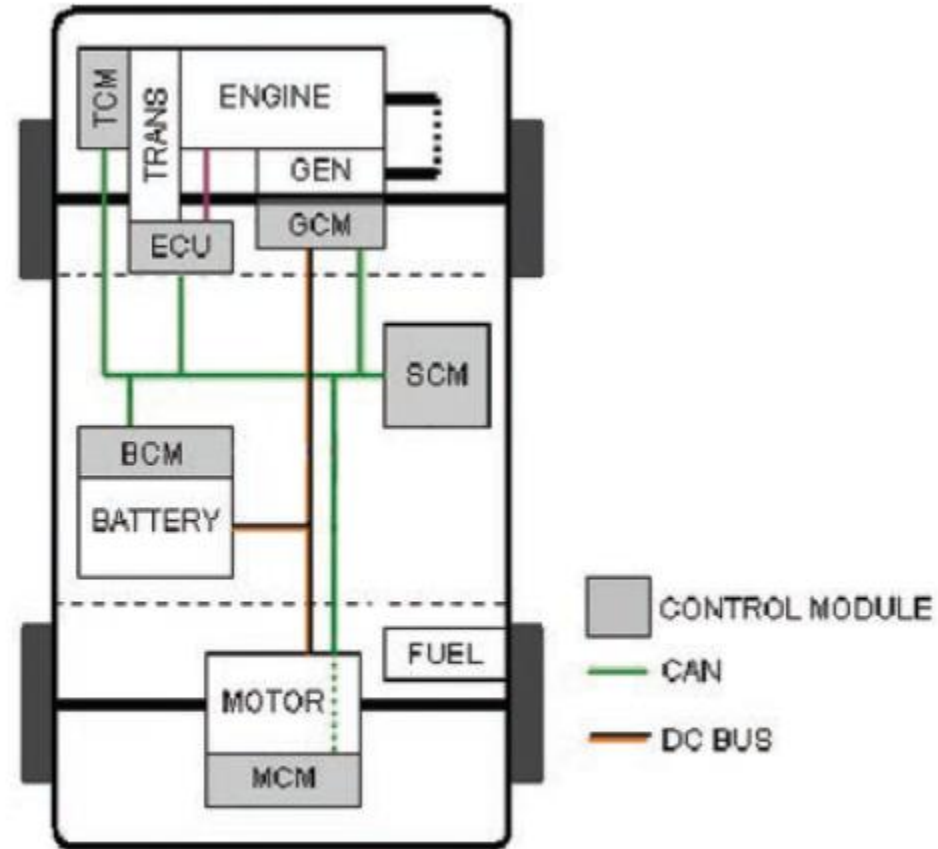 TCM
TRANS
ENGINE
GEN
GCM
ECU
SCM
BCM
BATTERY
FUEL
MOTOR
MCM
CONTROL MODULE
CAN
DC BUS